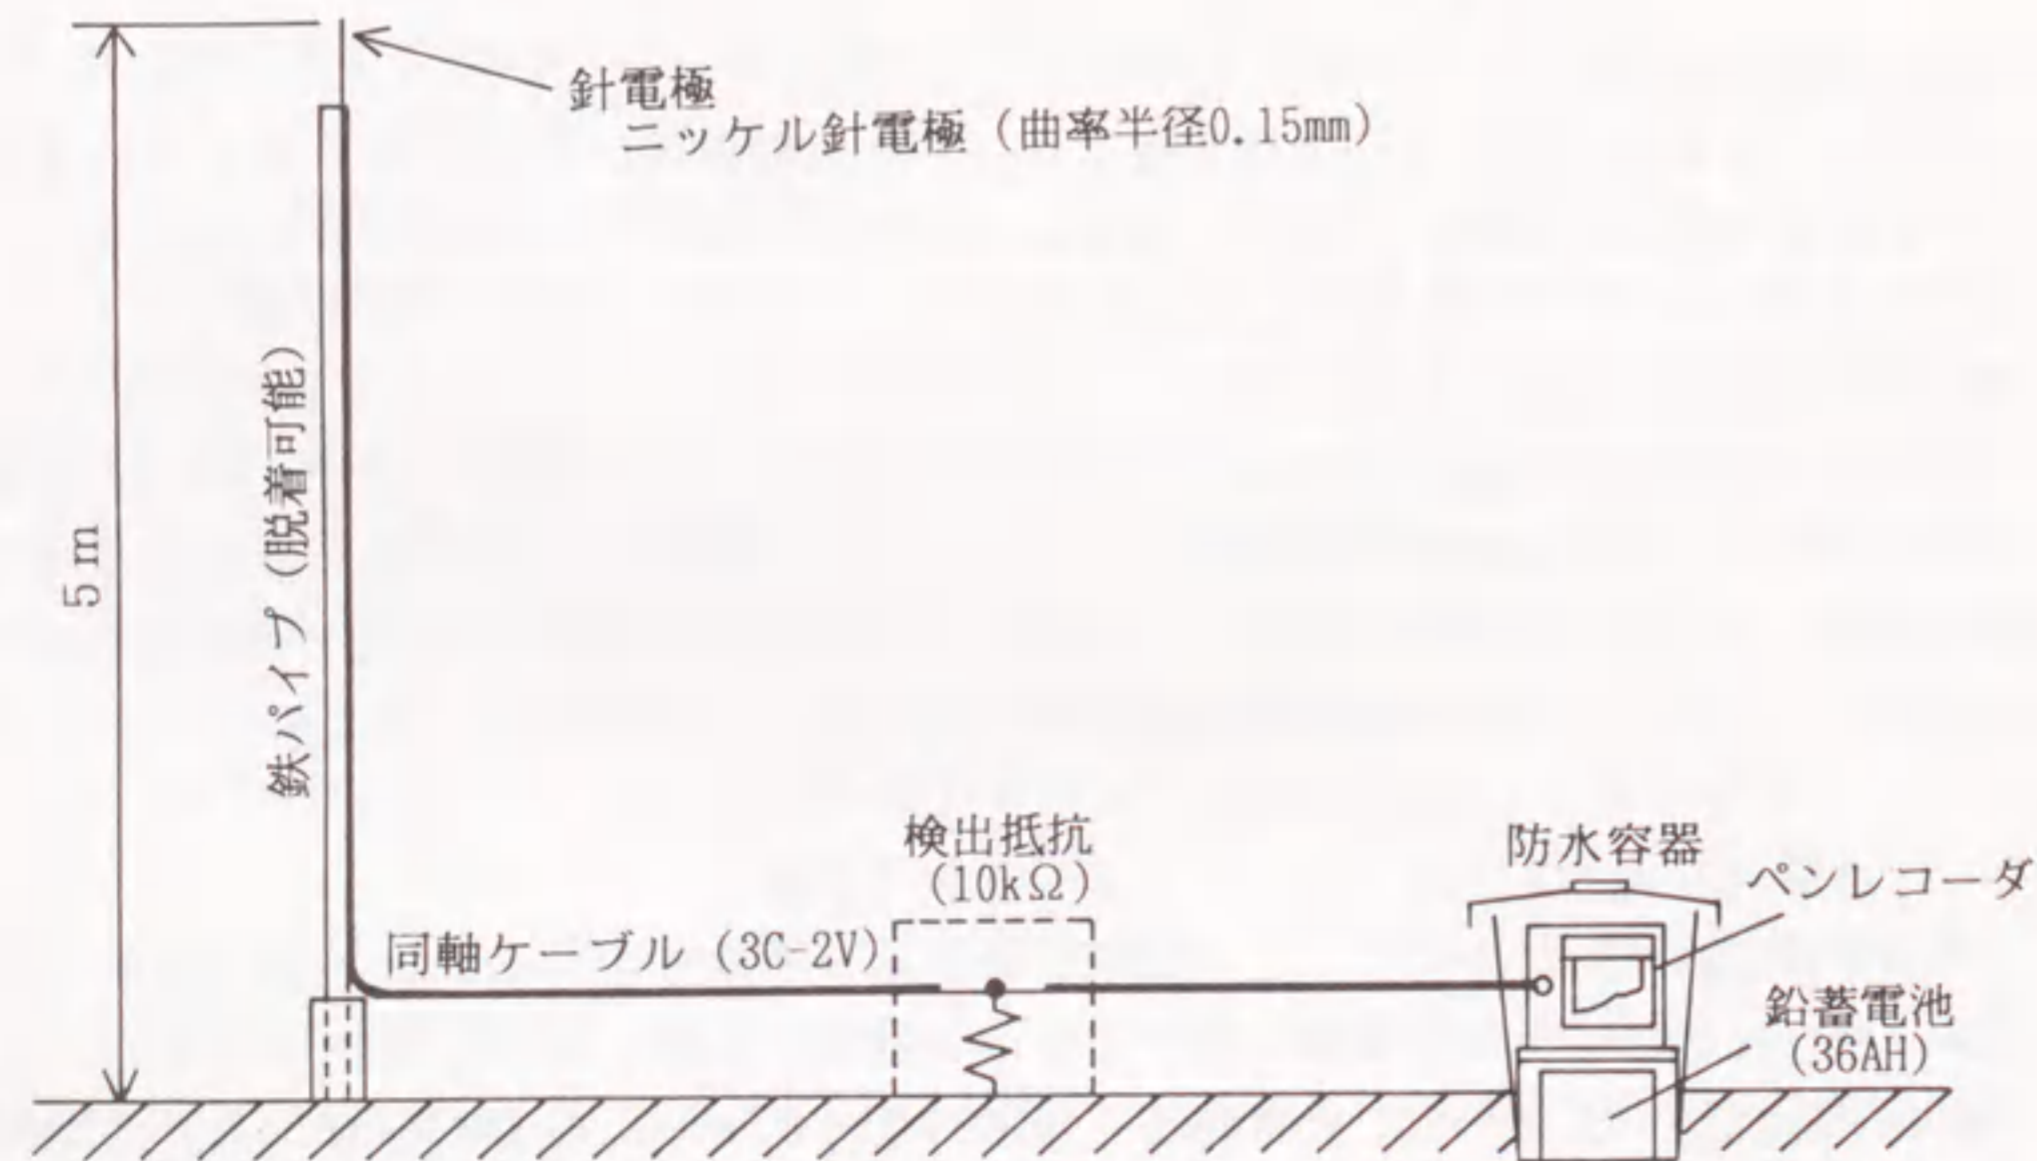 針電極
ニッケル針電極（曲率半径0.15mm）
5m
鉄パイプ（脱着可能）
検出抵抗
（10kΩ）
同軸ケーブル（3C-2V）
防水容器
ペンレコーダ
鉛蓄電池
（36AH）